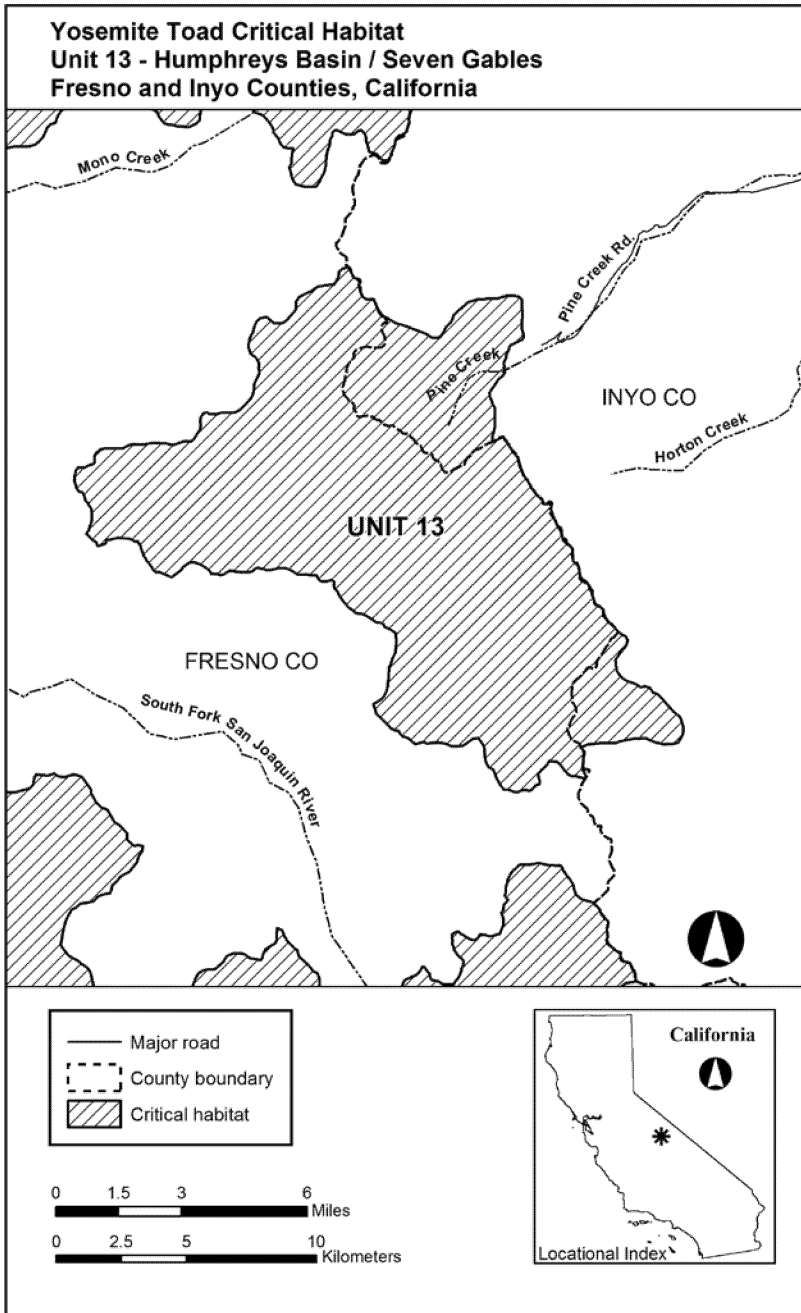 Yosemite Toad Critical Habitat
Unit 13 - Humphreys Basin / Seven Gables
Fresno and Inyo Counties, California
Mono Creek
Pine Creek Rd.
Pine Creek
INYO CO
Horton Creek
UNIT 13
FRESNO CO
South Fork San Joaquin River
Major road
County boundary
Critical habitat
0 1.5 3 6
Miles
0 2.5 5 10
Kilometers
California
Locational Index